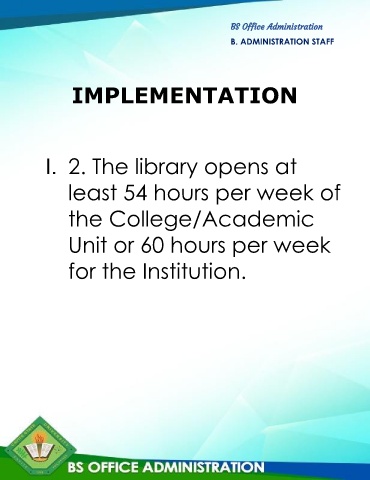 BS Office Administration
B. ADMINISTRATION STAFF
IMPLEMENTATION
I. 2. The library opens at
least 54 hours per week of
the College/Academic
Unit or 60 hours per week
for the Institution.
BS OFFICE ADMINISTRATION